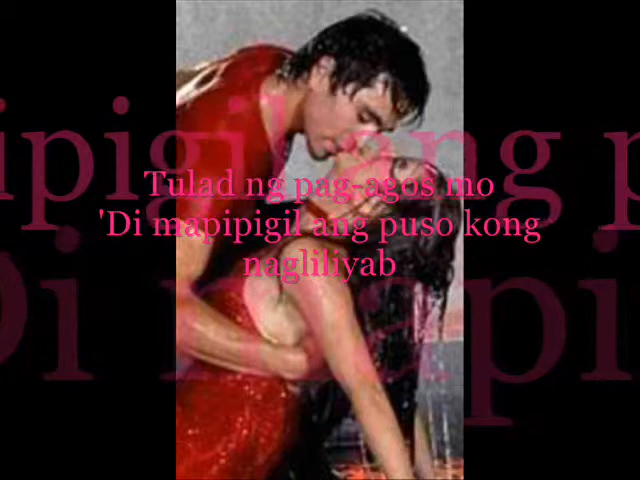 Tulad ng pag-agos mo
'Di mapipigil ang puso kong
nagliliyab